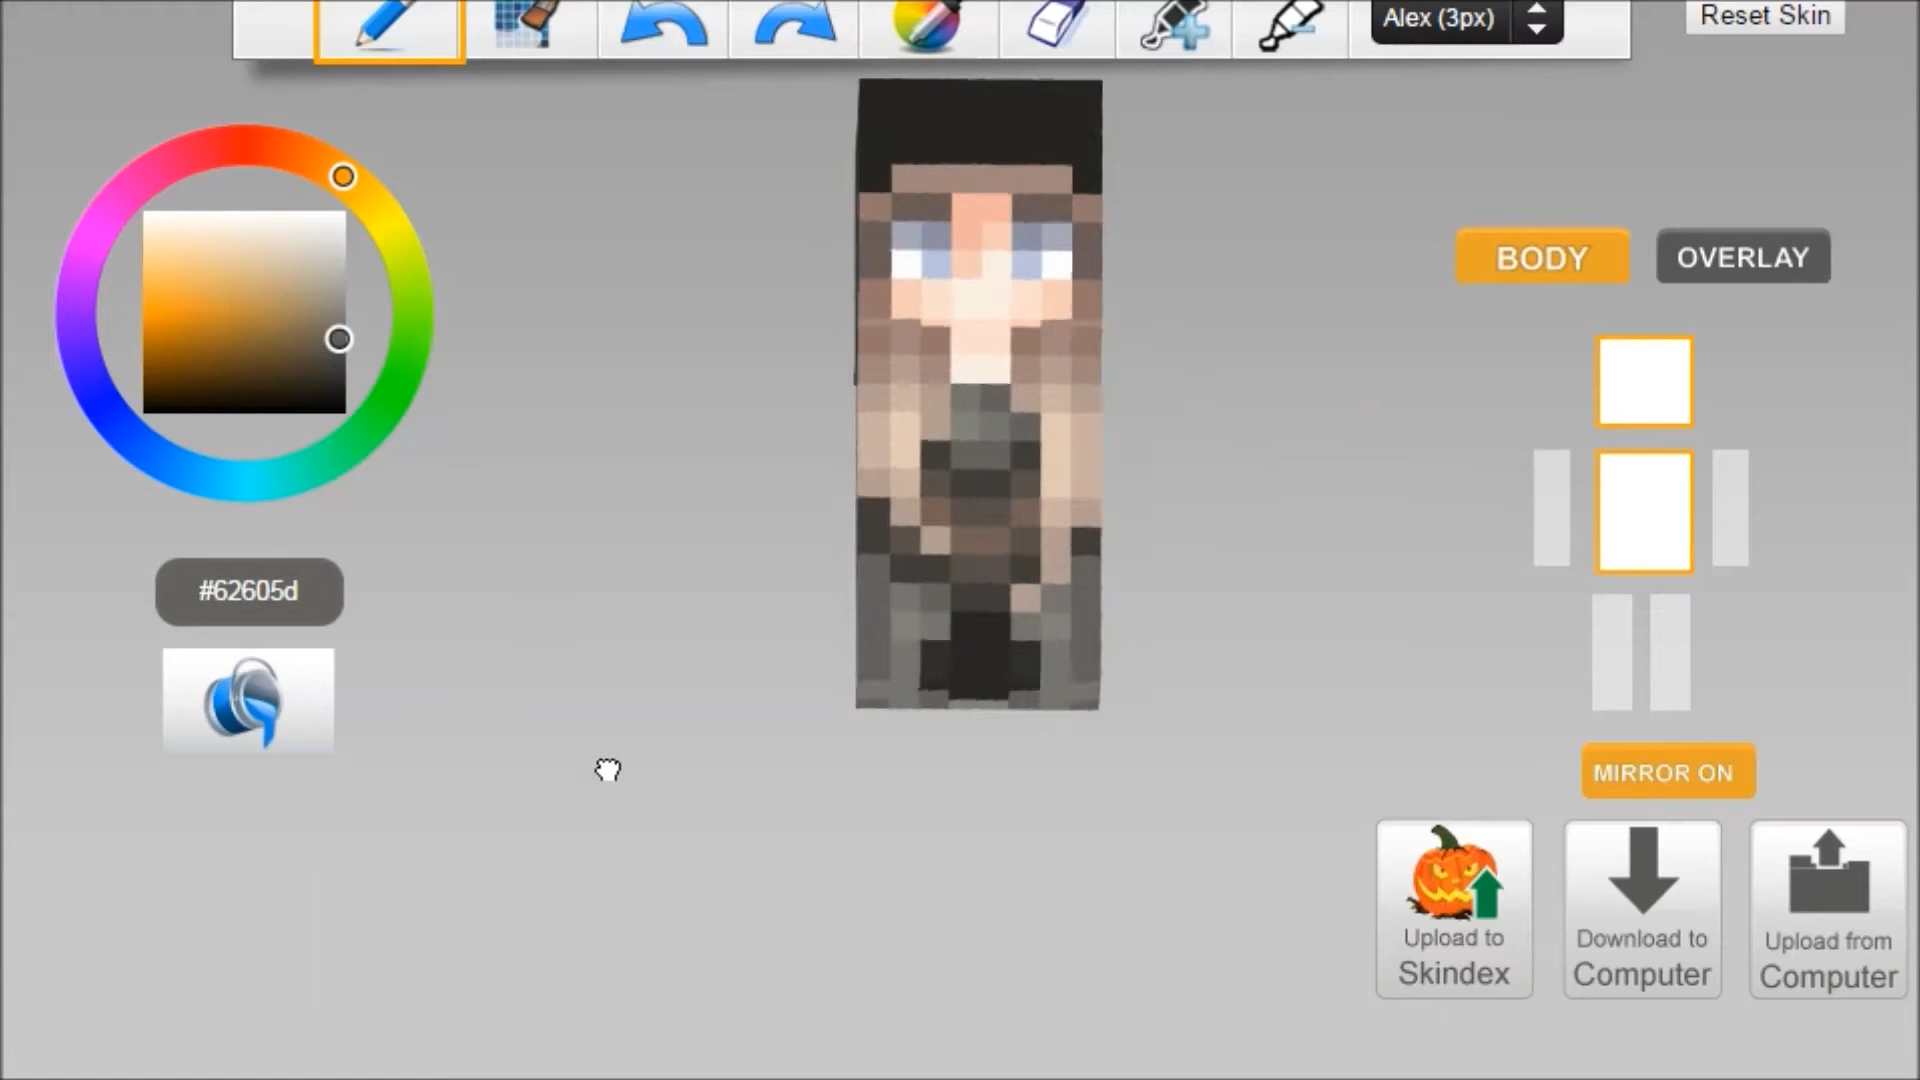 Alex (3px)
Reset Skin
BODY
OVERLAY
#62605d
MIRROR ON
Upload to
Skindex
Download to
Computer
Upload from
Computer